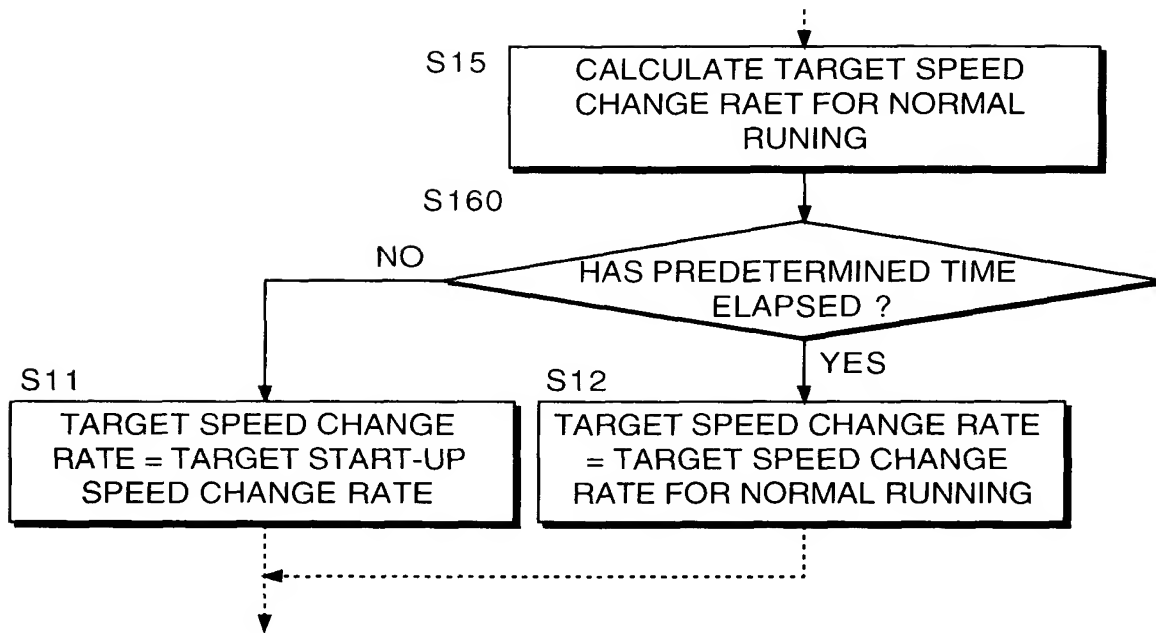 S15
CALCULATE TARGET SPEED
CHANGE RAET FOR NORMAL
RUNING
S160
NO
HAS PREDETERMINED TIME
ELAPSED ?
YES
S11
TARGET SPEED CHANGE
RATE = TARGET START-UP
SPEED CHANGE RATE
S12
TARGET SPEED CHANGE RATE
= TARGET SPEED CHANGE
RATE FOR NORMAL RUNNING